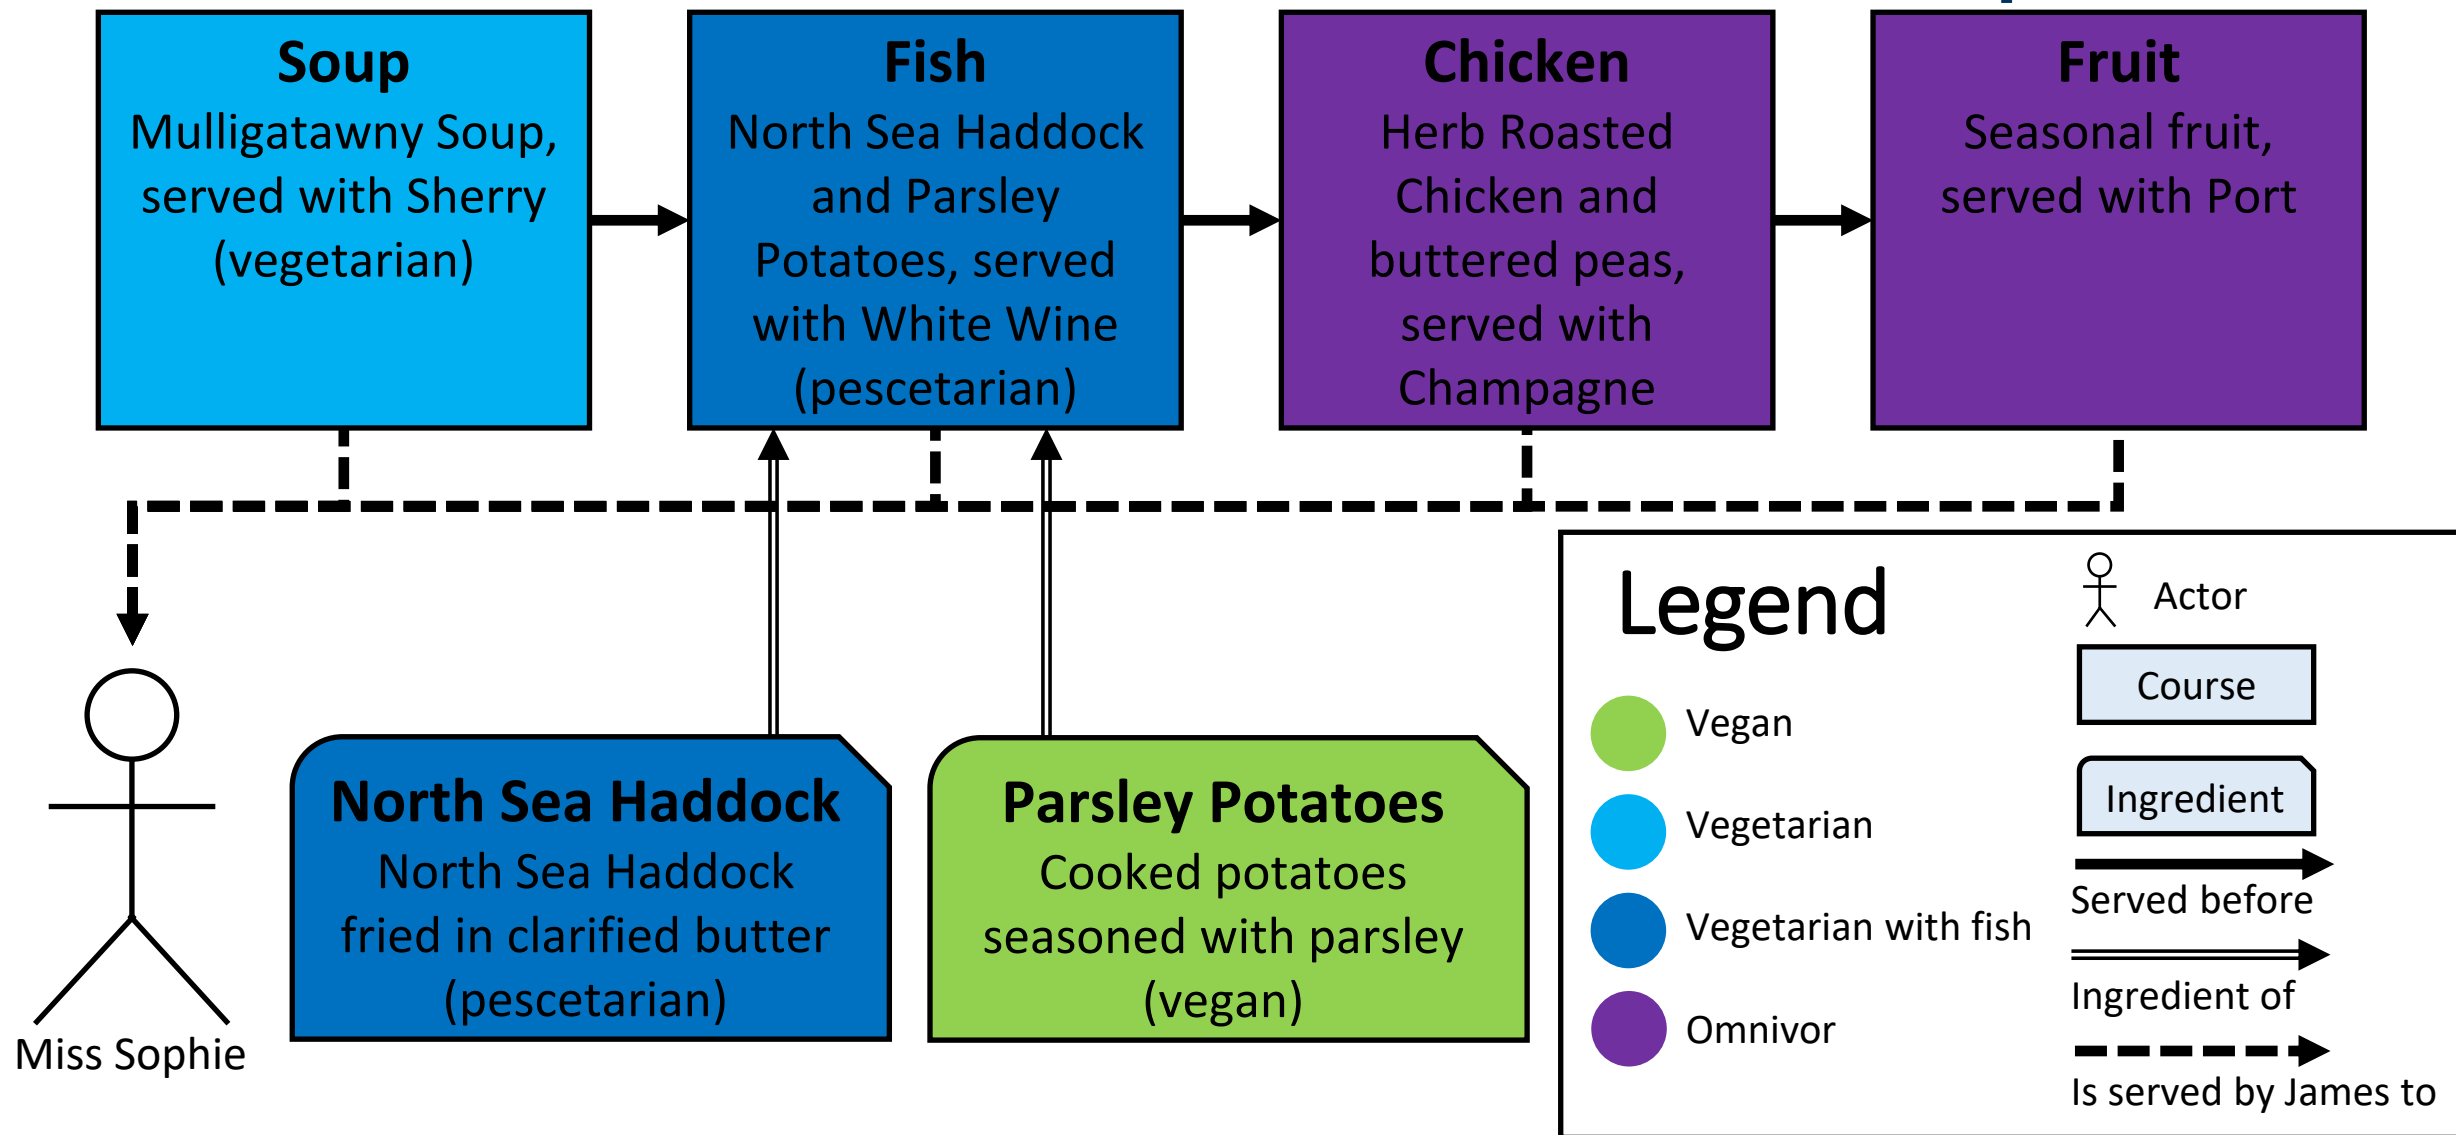 Soup
Mulligatawny Soup,
served with Sherry
(vegetarian)
Fish
North Sea Haddock
and Parsley
Potatoes, served
with White Wine
(pescetarian)
Chicken
Herb Roasted
Chicken and
buttered peas,
served with
Champagne
Fruit
Seasonal fruit,
served with Port
Miss Sophie
North Sea Haddock
North Sea Haddock
fried in clarified butter
(pescetarian)
Parsley Potatoes
Cooked potatoes
seasoned with parsley
(vegan)
Legend
Vegan
Vegetarian
Vegetarian with fish
Omnivor
Actor
Course
Ingredient
Served before
Ingredient of
Is served by James to